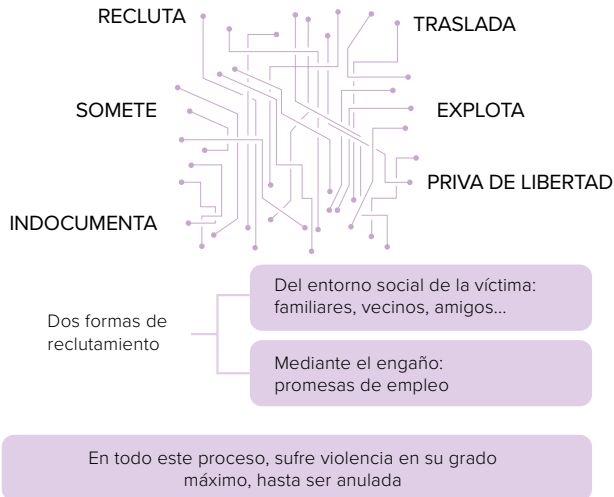 RECLUTA
TRASLADA
SOMETE
EXPLOTA
PRIVA DE LIBERTAD
INDOCUMENTA
Dos formas de
reclutamiento
Del entorno social de la víctima:
familiares, vecinos, amigos...
Mediante el engaño:
promesas de empleo
En todo este proceso, sufre violencia en su grado
máximo, hasta ser anulada